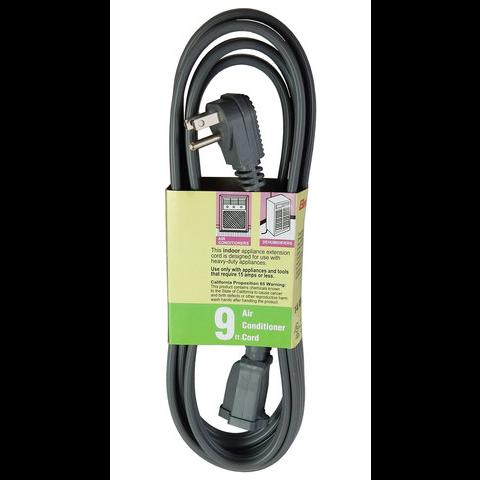 AIR
CONDITIONERS
DEHUMIDIFIERS
This indoor appliance extension
cord is designed for use with
heavy-duty appliances.
Use only with appliances and tools
that require 15 amps or less.
California Proposition 65 Warning:
This product contains chemicals known
to the State of California to cause cancer
and birth defects or other reproductive harm.
wash hands after handling the product.
9 ft.
Air
Conditioner
Cord
14